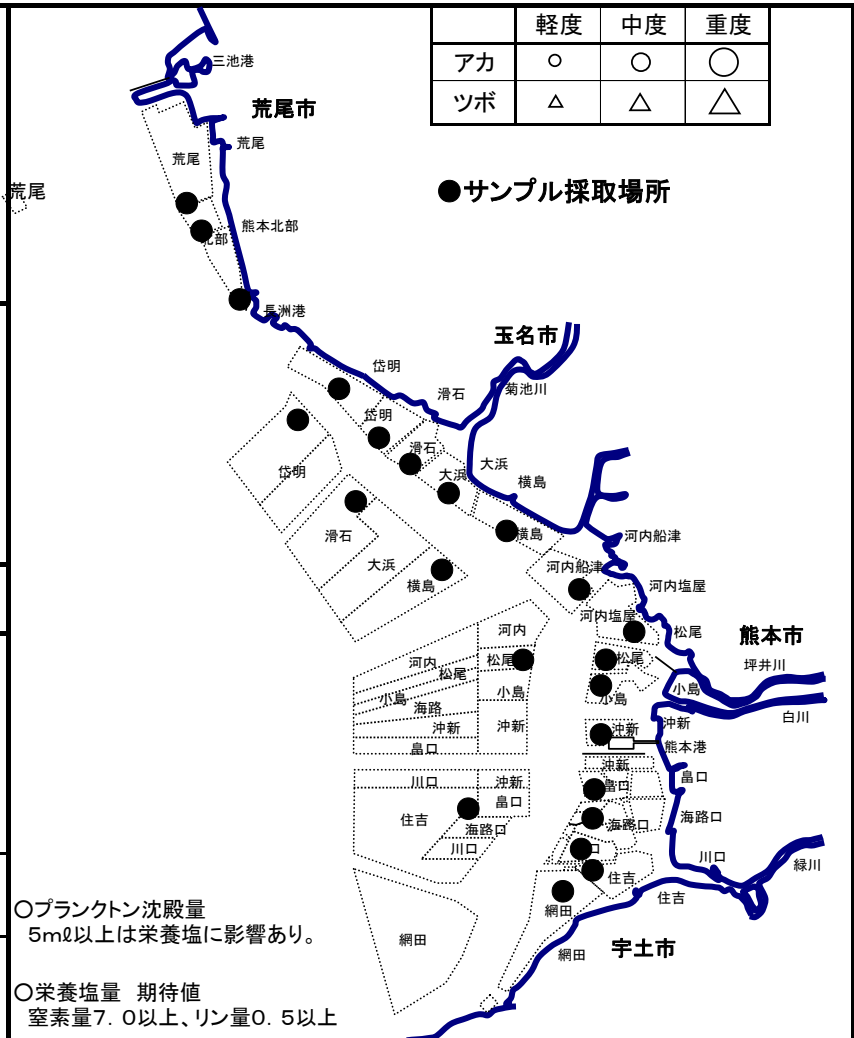 軽度 中度 重度
アカ
ツボ
三池港
荒尾市
荒尾
荒尾
荒尾
●サンプル採取場所
熊本北部
北部
長洲港
玉名市
岱明
滑石
菊池川
岱明
滑石
大浜
大浜
横島
岱明
横島
滑石
大浜
横島
河内船津
河内船津
河内塩屋
河内塩屋
松尾
熊本市
坪井川
河内
松尾
河内
松尾
松尾
小島
小島
小島
小島
白川
海路
沖新
沖新
沖新
沖新
畠口
熊本港
沖新
川口
沖新
畠口
畠口
畠口
住吉
海路口
海路口
海路口
川口
口
川口
緑川
住吉
住吉
網田
網田
網田
宇土市
○プランクトン沈殿量
5mℓ以上は栄養塩に影響あり。
○栄養塩量 期待値
窒素量7.0以上、リン量0.5以上